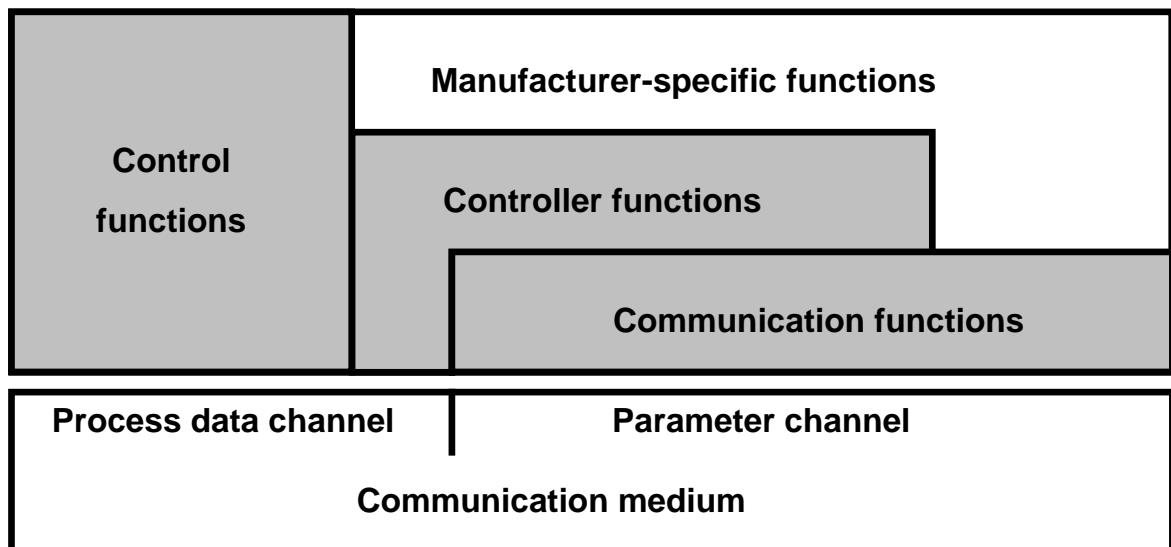 Manufacturer-specific functions
Control
functions
Controller functions
Communication functions
Process data channel
Parameter channel
Communication medium